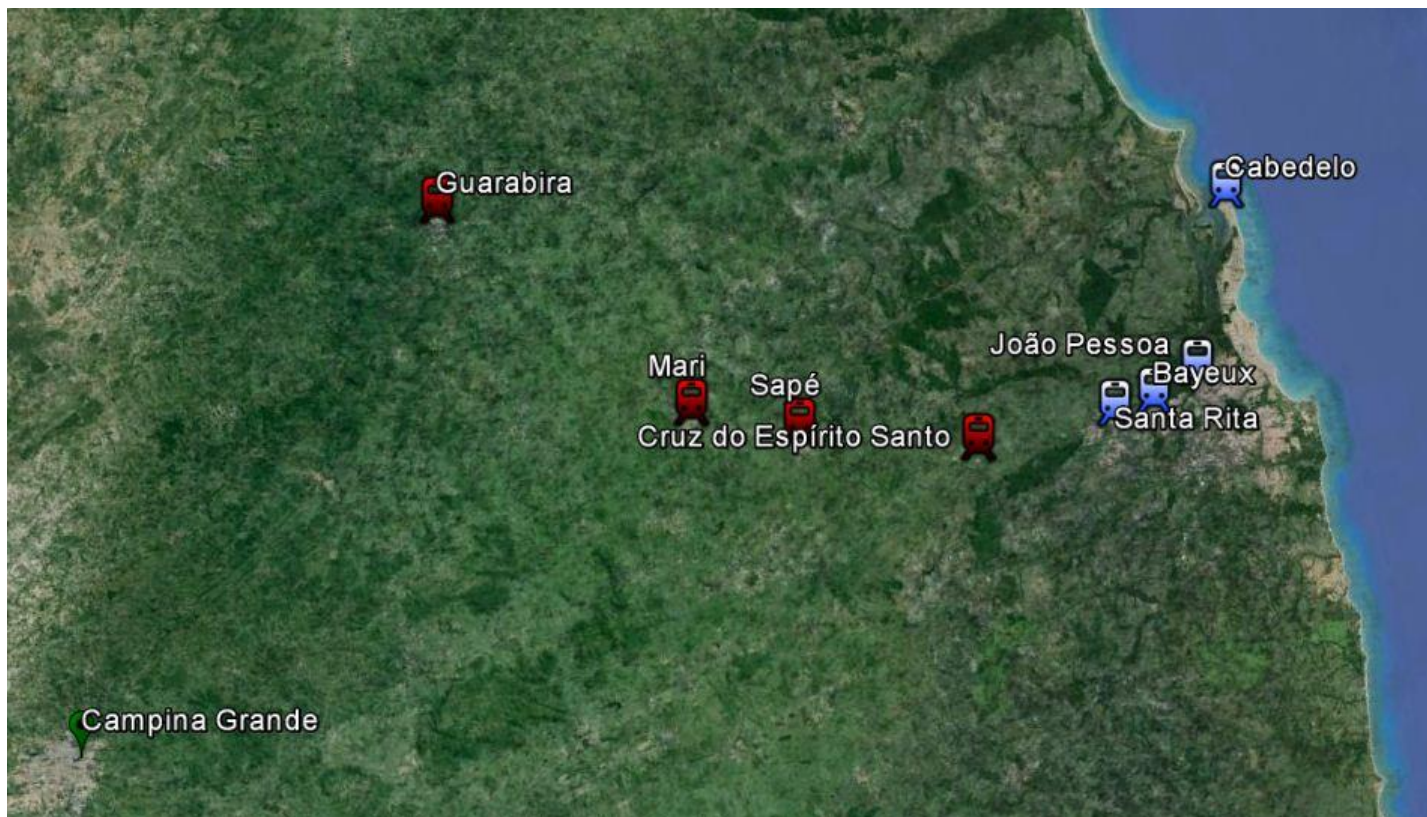 Cabedelo
Guarabira
João Pessoa
Mari
Bayeux
Sapé
Santa Rita
Cruz do Espírito Santo
Campina Grande